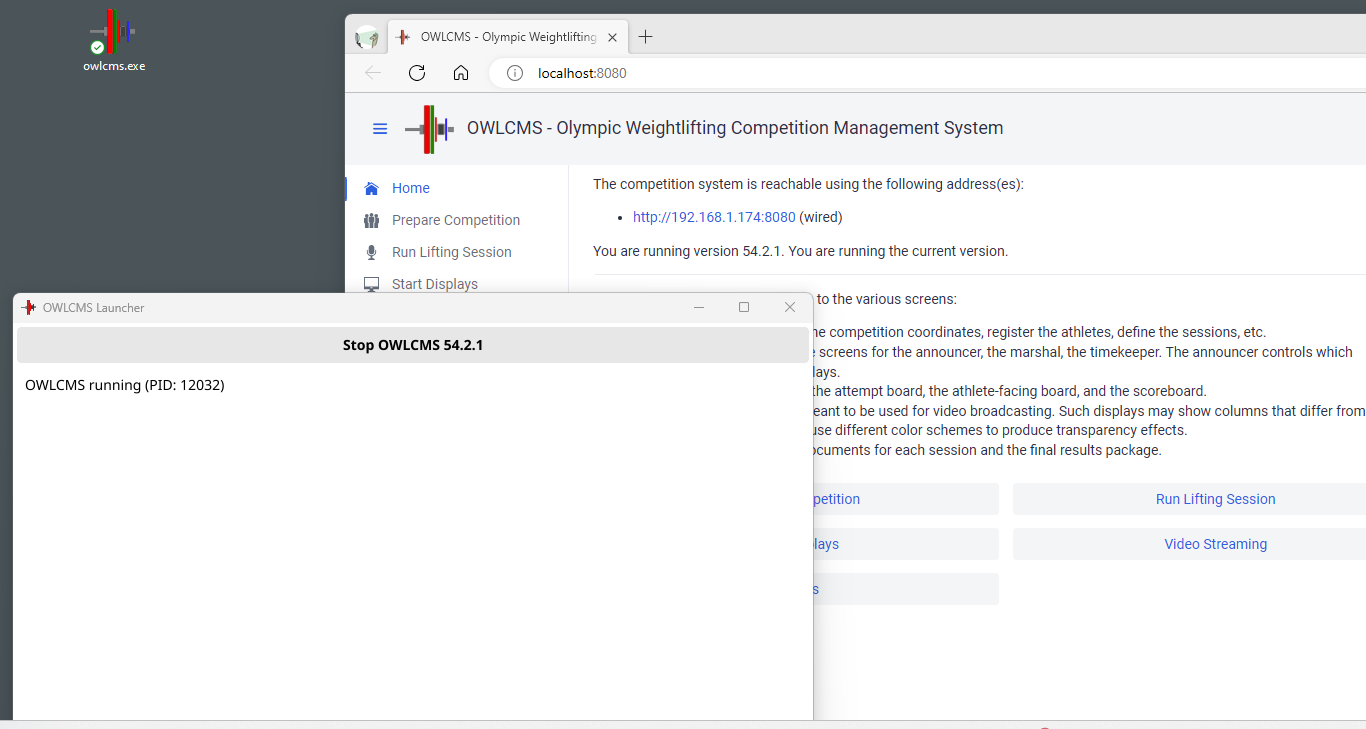 owlcms.exe
OWLCMS - Olympic Weightlifting
localhost:8080
OWLCMS - Olympic Weightlifting Competition Management System
Home
Prepare Competition
Run Lifting Session
Start Displays
The competition system is reachable using the following address(es):
• http://192.168.1.174:8080 (wired)
You are running version 54.2.1. You are running the current version.
to the various screens:
competition coordinates, register the athletes, define the sessions, etc.
screens for the announcer, the marshal, the timekeeper. The announcer controls which
the attempt board, the athlete-facing board, and the scoreboard.
to be used for video broadcasting. Such displays may show columns that differ from
use different color schemes to produce transparency effects.
for each session and the final results package.
Run Lifting Session
Video Streaming
OWLCMS Launcher
Stop OWLCMS 54.2.1
OWLCMS running (PID: 12032)